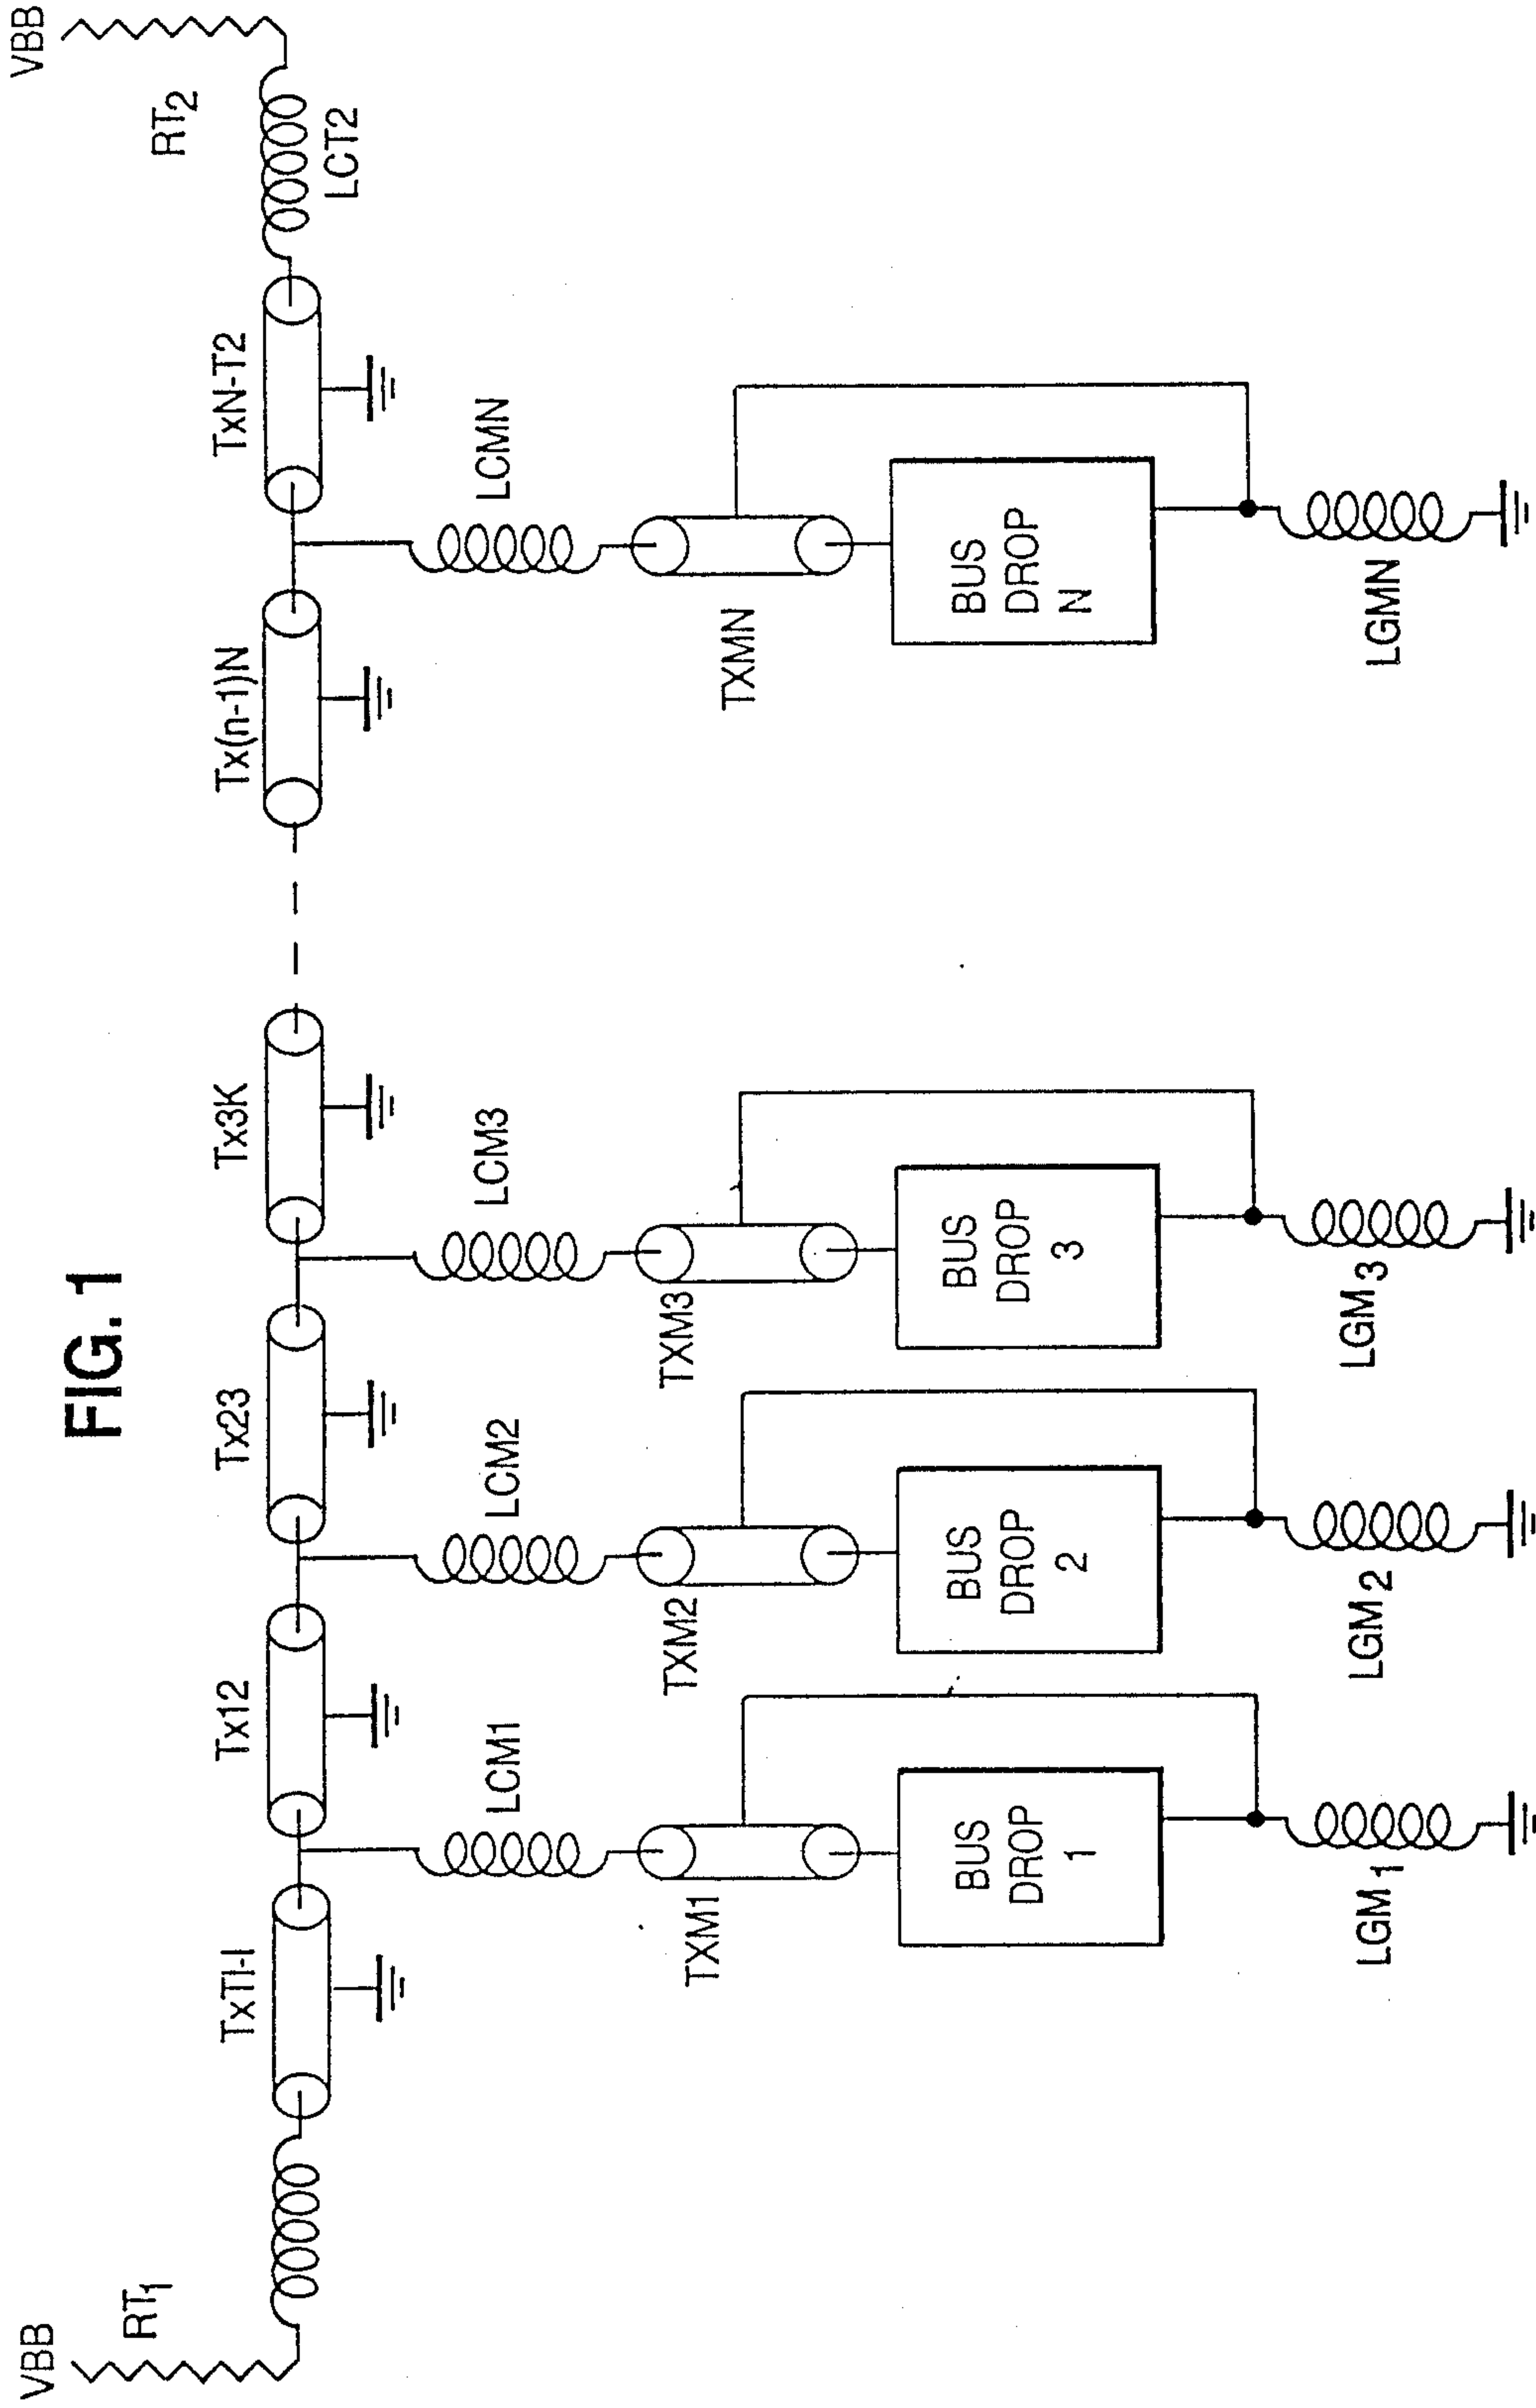 FIG. 1
VBB
RT1
TxTI-I
Tx12
Tx23
Tx3K
Tx(n-1)N
TxN-T2
RT2
VBB
LCT2
LCM1
LCM2
LCM3
LCMN
TXM1
TXM2
TXM3
TXMN
BUS
DROP
1
BUS
DROP
2
BUS
DROP
3
BUS
DROP
N
LGM1
LGM2
LGM3
LGMN